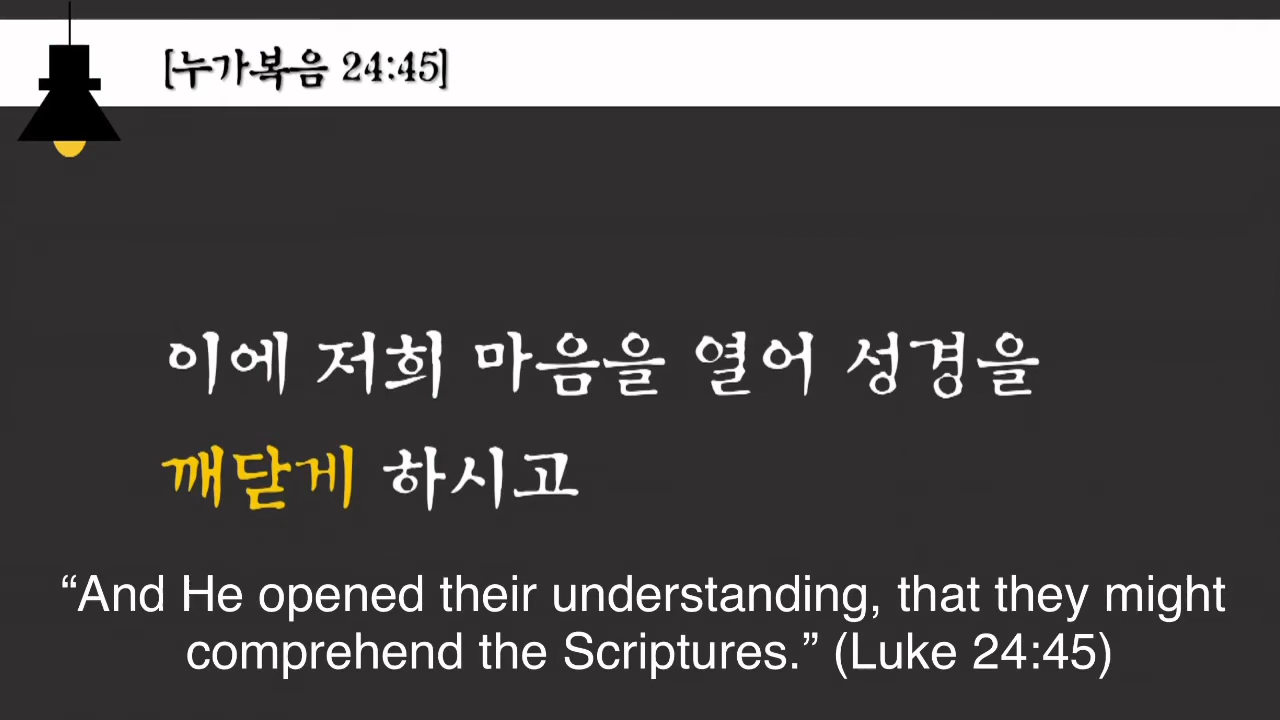 [누가복음 24:45]
이에 저희 마음을 열어 성경을
깨닫게 하시고
“And He opened their understanding, that they might
comprehend the Scriptures.” (Luke 24:45)